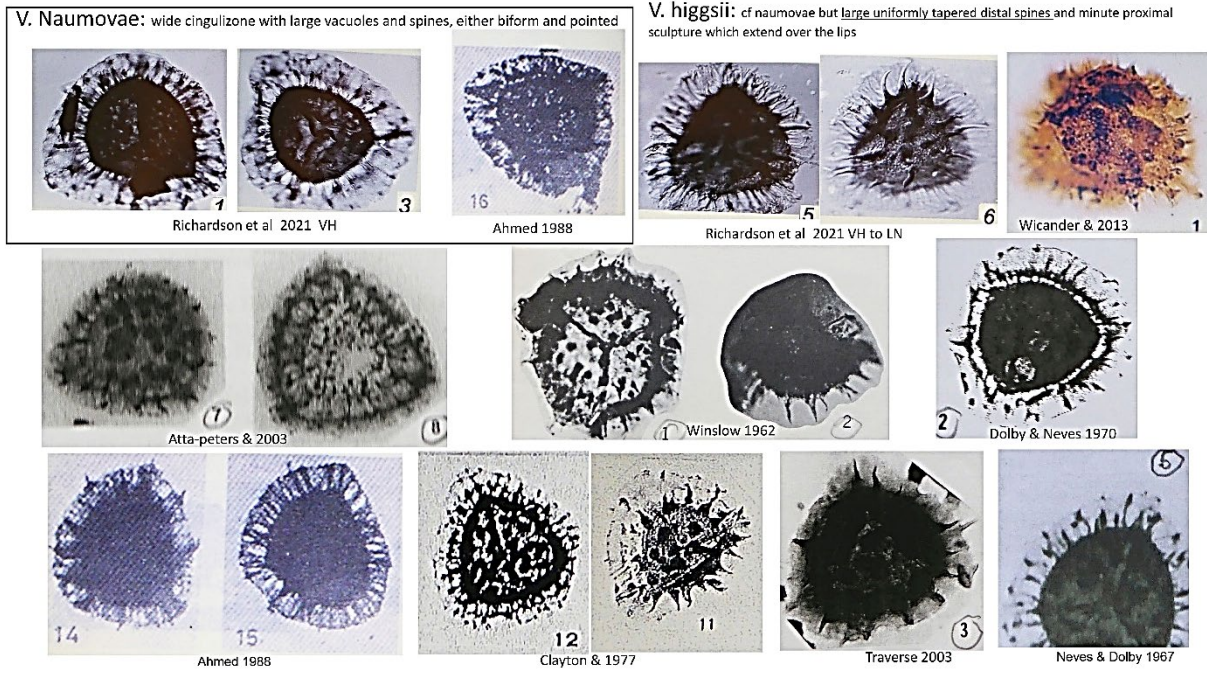 V. Naumovae: wide cingulizone with large vacuoles and spines, either biform and pointed
V. higgsii: cf naumovae but large uniformly tapered distal spines and minute proximal
sculpture which extend over the lips
1
3
16
Richardson et al 2021 VH
Ahmed 1988
5
6
1
Richardson et al 2021 VH to LN
Wicander & 2013
7
8
Atta-peters & 2003
1
2
Winslow 1962
2
Dolby & Neves 1970
14
15
Ahmed 1988
12
11
Clayton & 1977
3
Traverse 2003
5
Neves & Dolby 1967